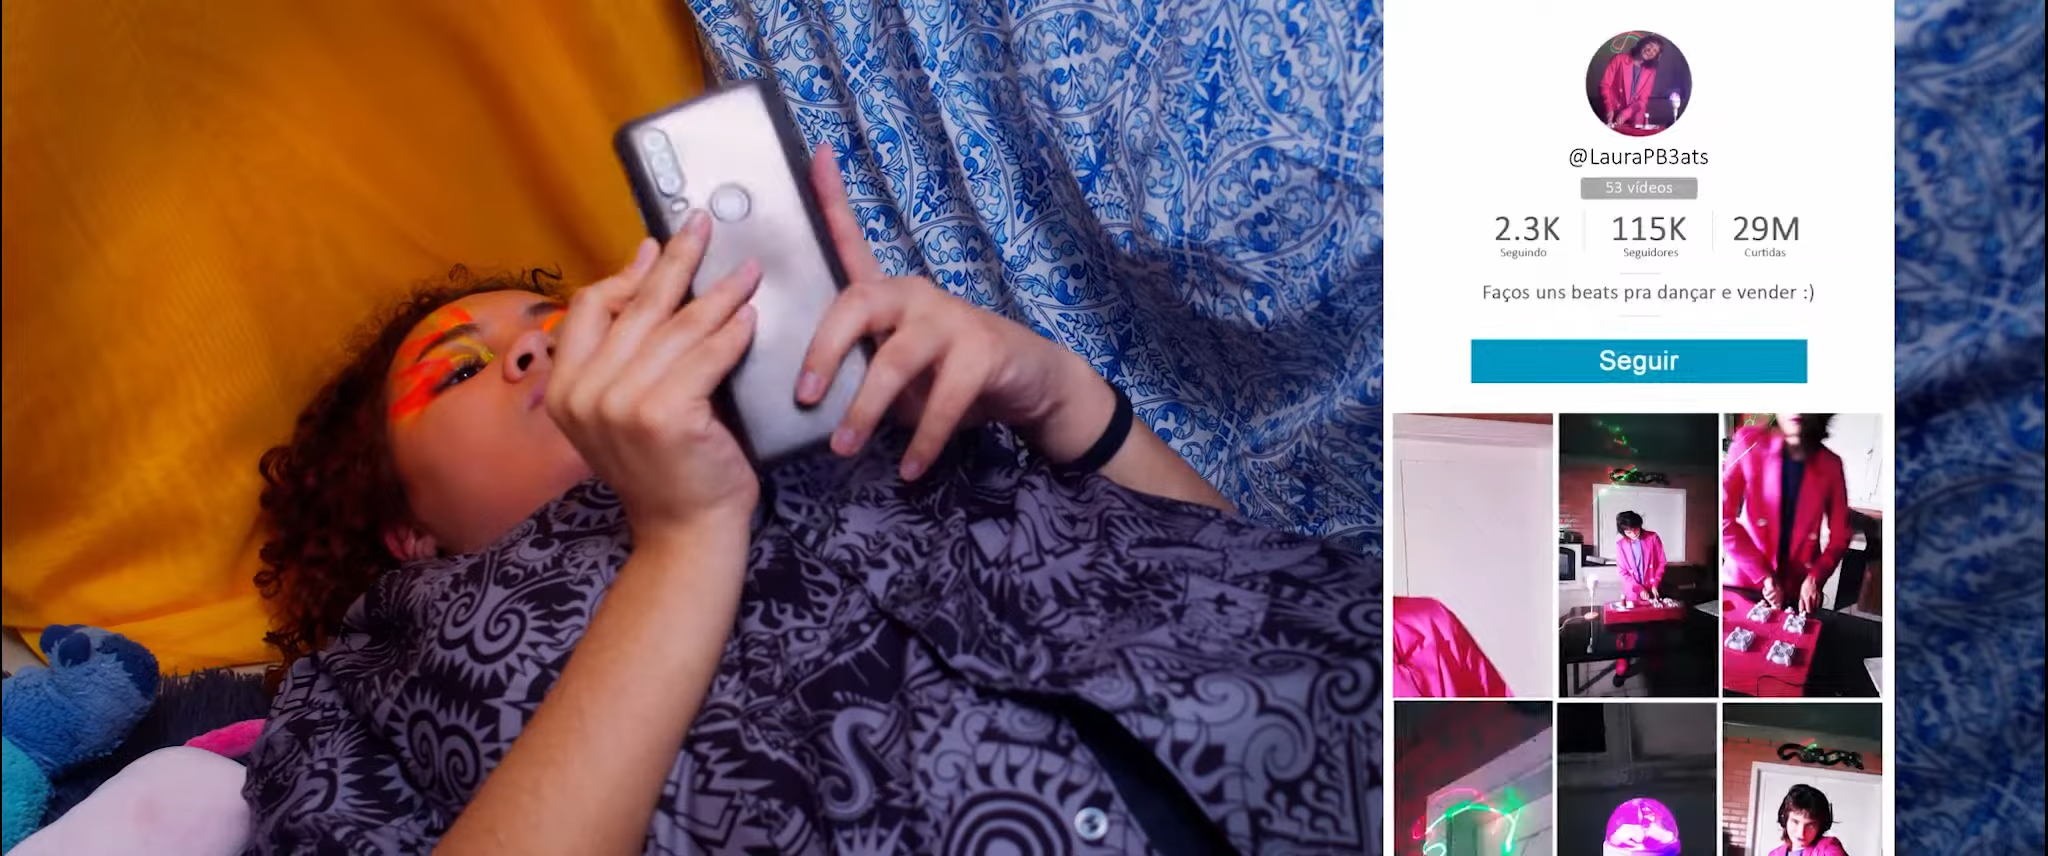 @LauraPB3ats
53 vídeos
2.3K 115K 29M
Seguindo Seguidores Curtidas
Faços uns beats pra dançar e vender :)
Seguir